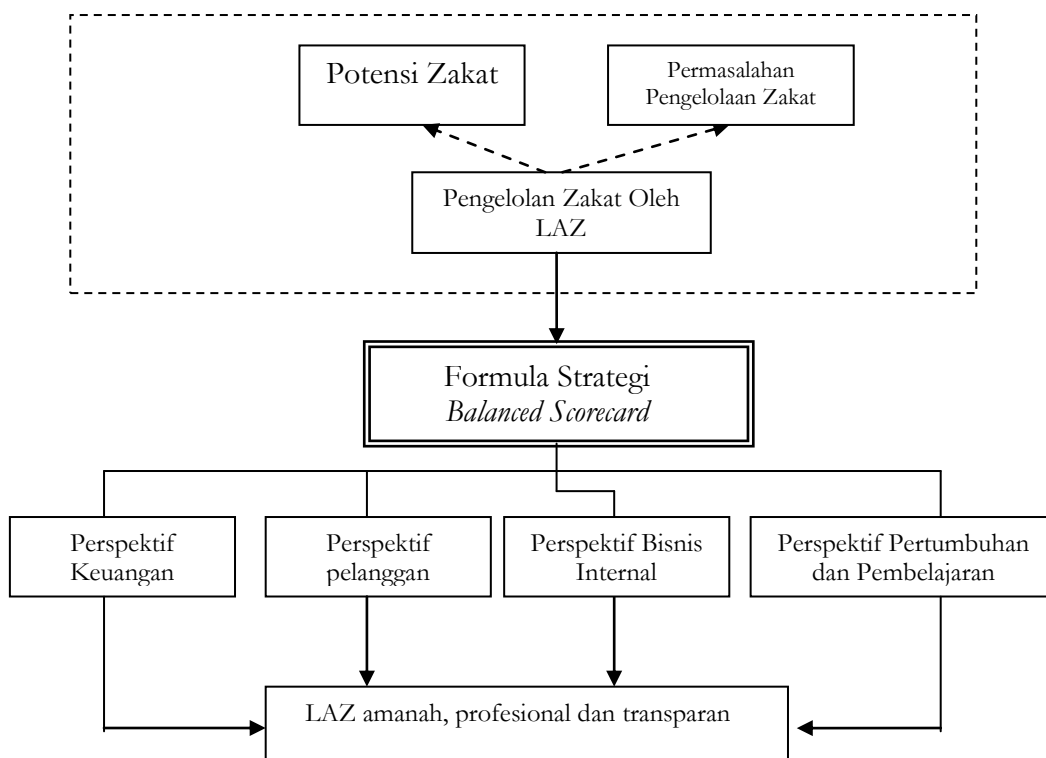 Potensi Zakat
Permasalahan
Pengelolaan Zakat
Pengelolan Zakat Oleh
LAZ
Formula Strategi
Balanced Scorecard
Perspektif
Keuangan
Perspektif
pelanggan
Perspektif Bisnis
Internal
Perspektif Pertumbuhan
dan Pembelajaran
LAZ amanah, profesional dan transparan